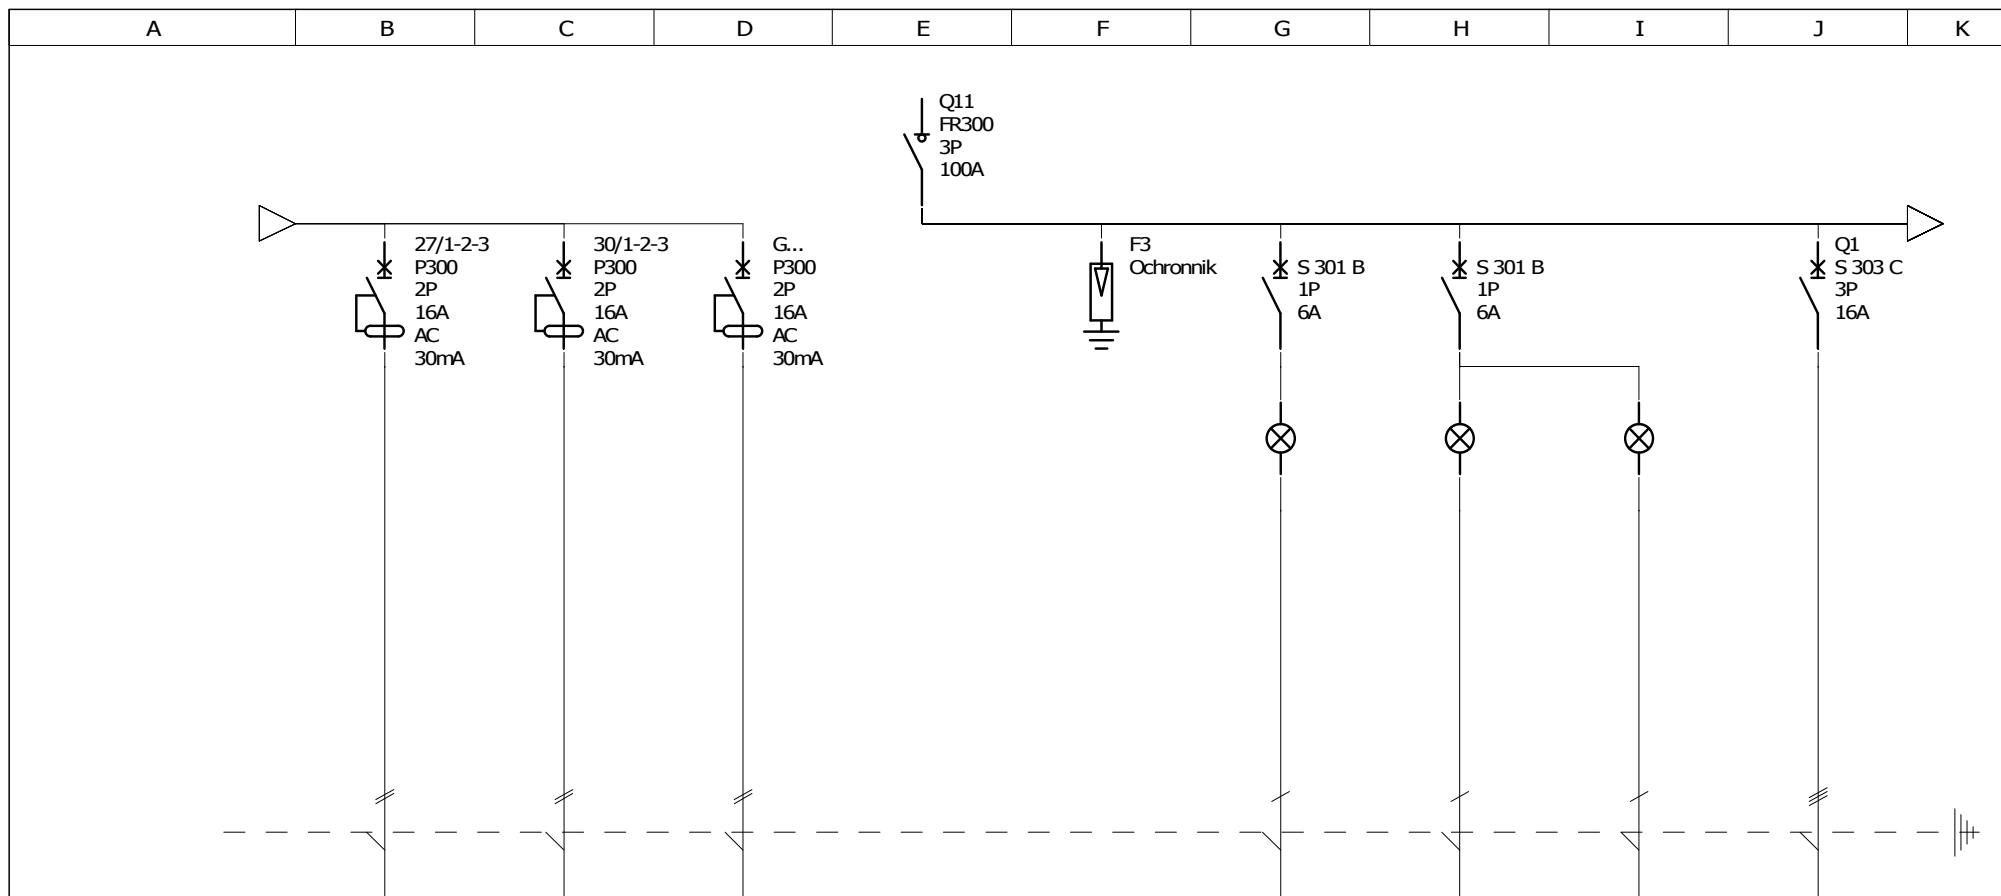 A B C D E F G H I J K
Q11
FR300
3P
100A
27/1-2-3
P300
2P
16A
AC
30mA
30/1-2-3
P300
2P
16A
AC
30mA
G...
P300
2P
16A
AC
30mA
F3
Ochronnik
S 301 B
1P
6A
S 301 B
1P
6A
Q1
S 303 C
3P
16A